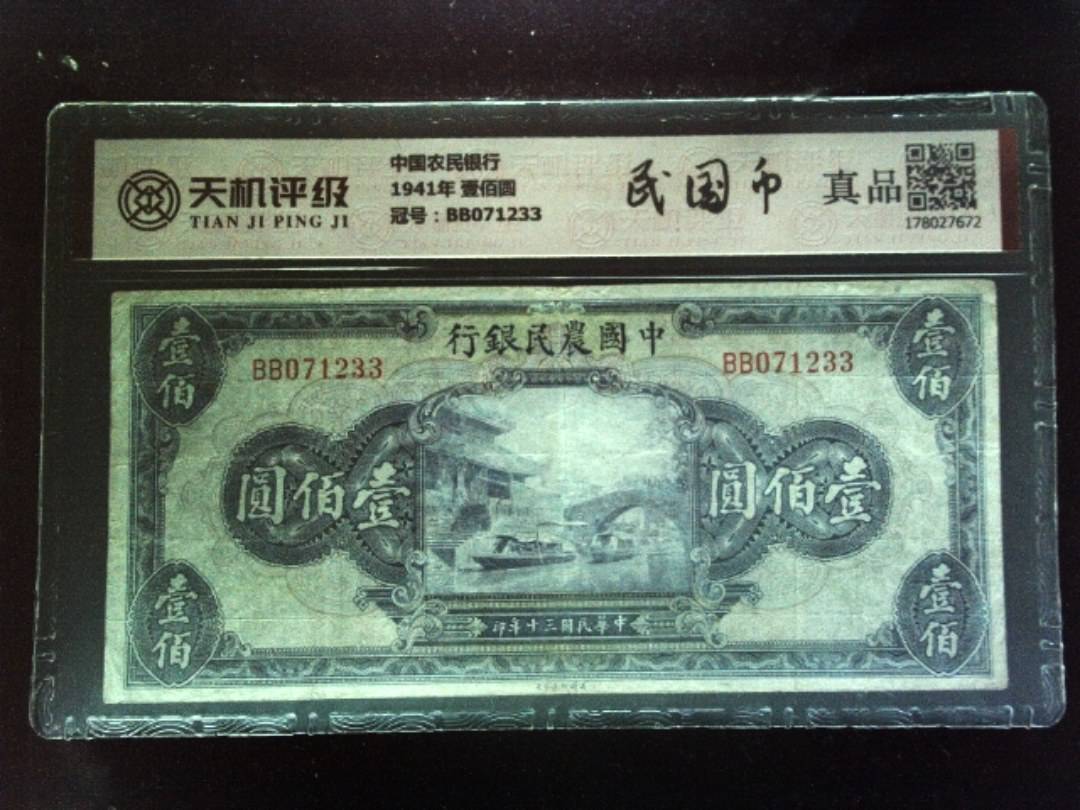 天机评级
TIAN JI PING JI
中国农民银行
1941年 壹佰圆
冠号：BB071233
民国币
真品
178027672
行銀民農國中
BB071233
BB071233
壹佰
壹佰
圓佰壹
圓佰壹
印年十三国民華中
壹佰
壹佰